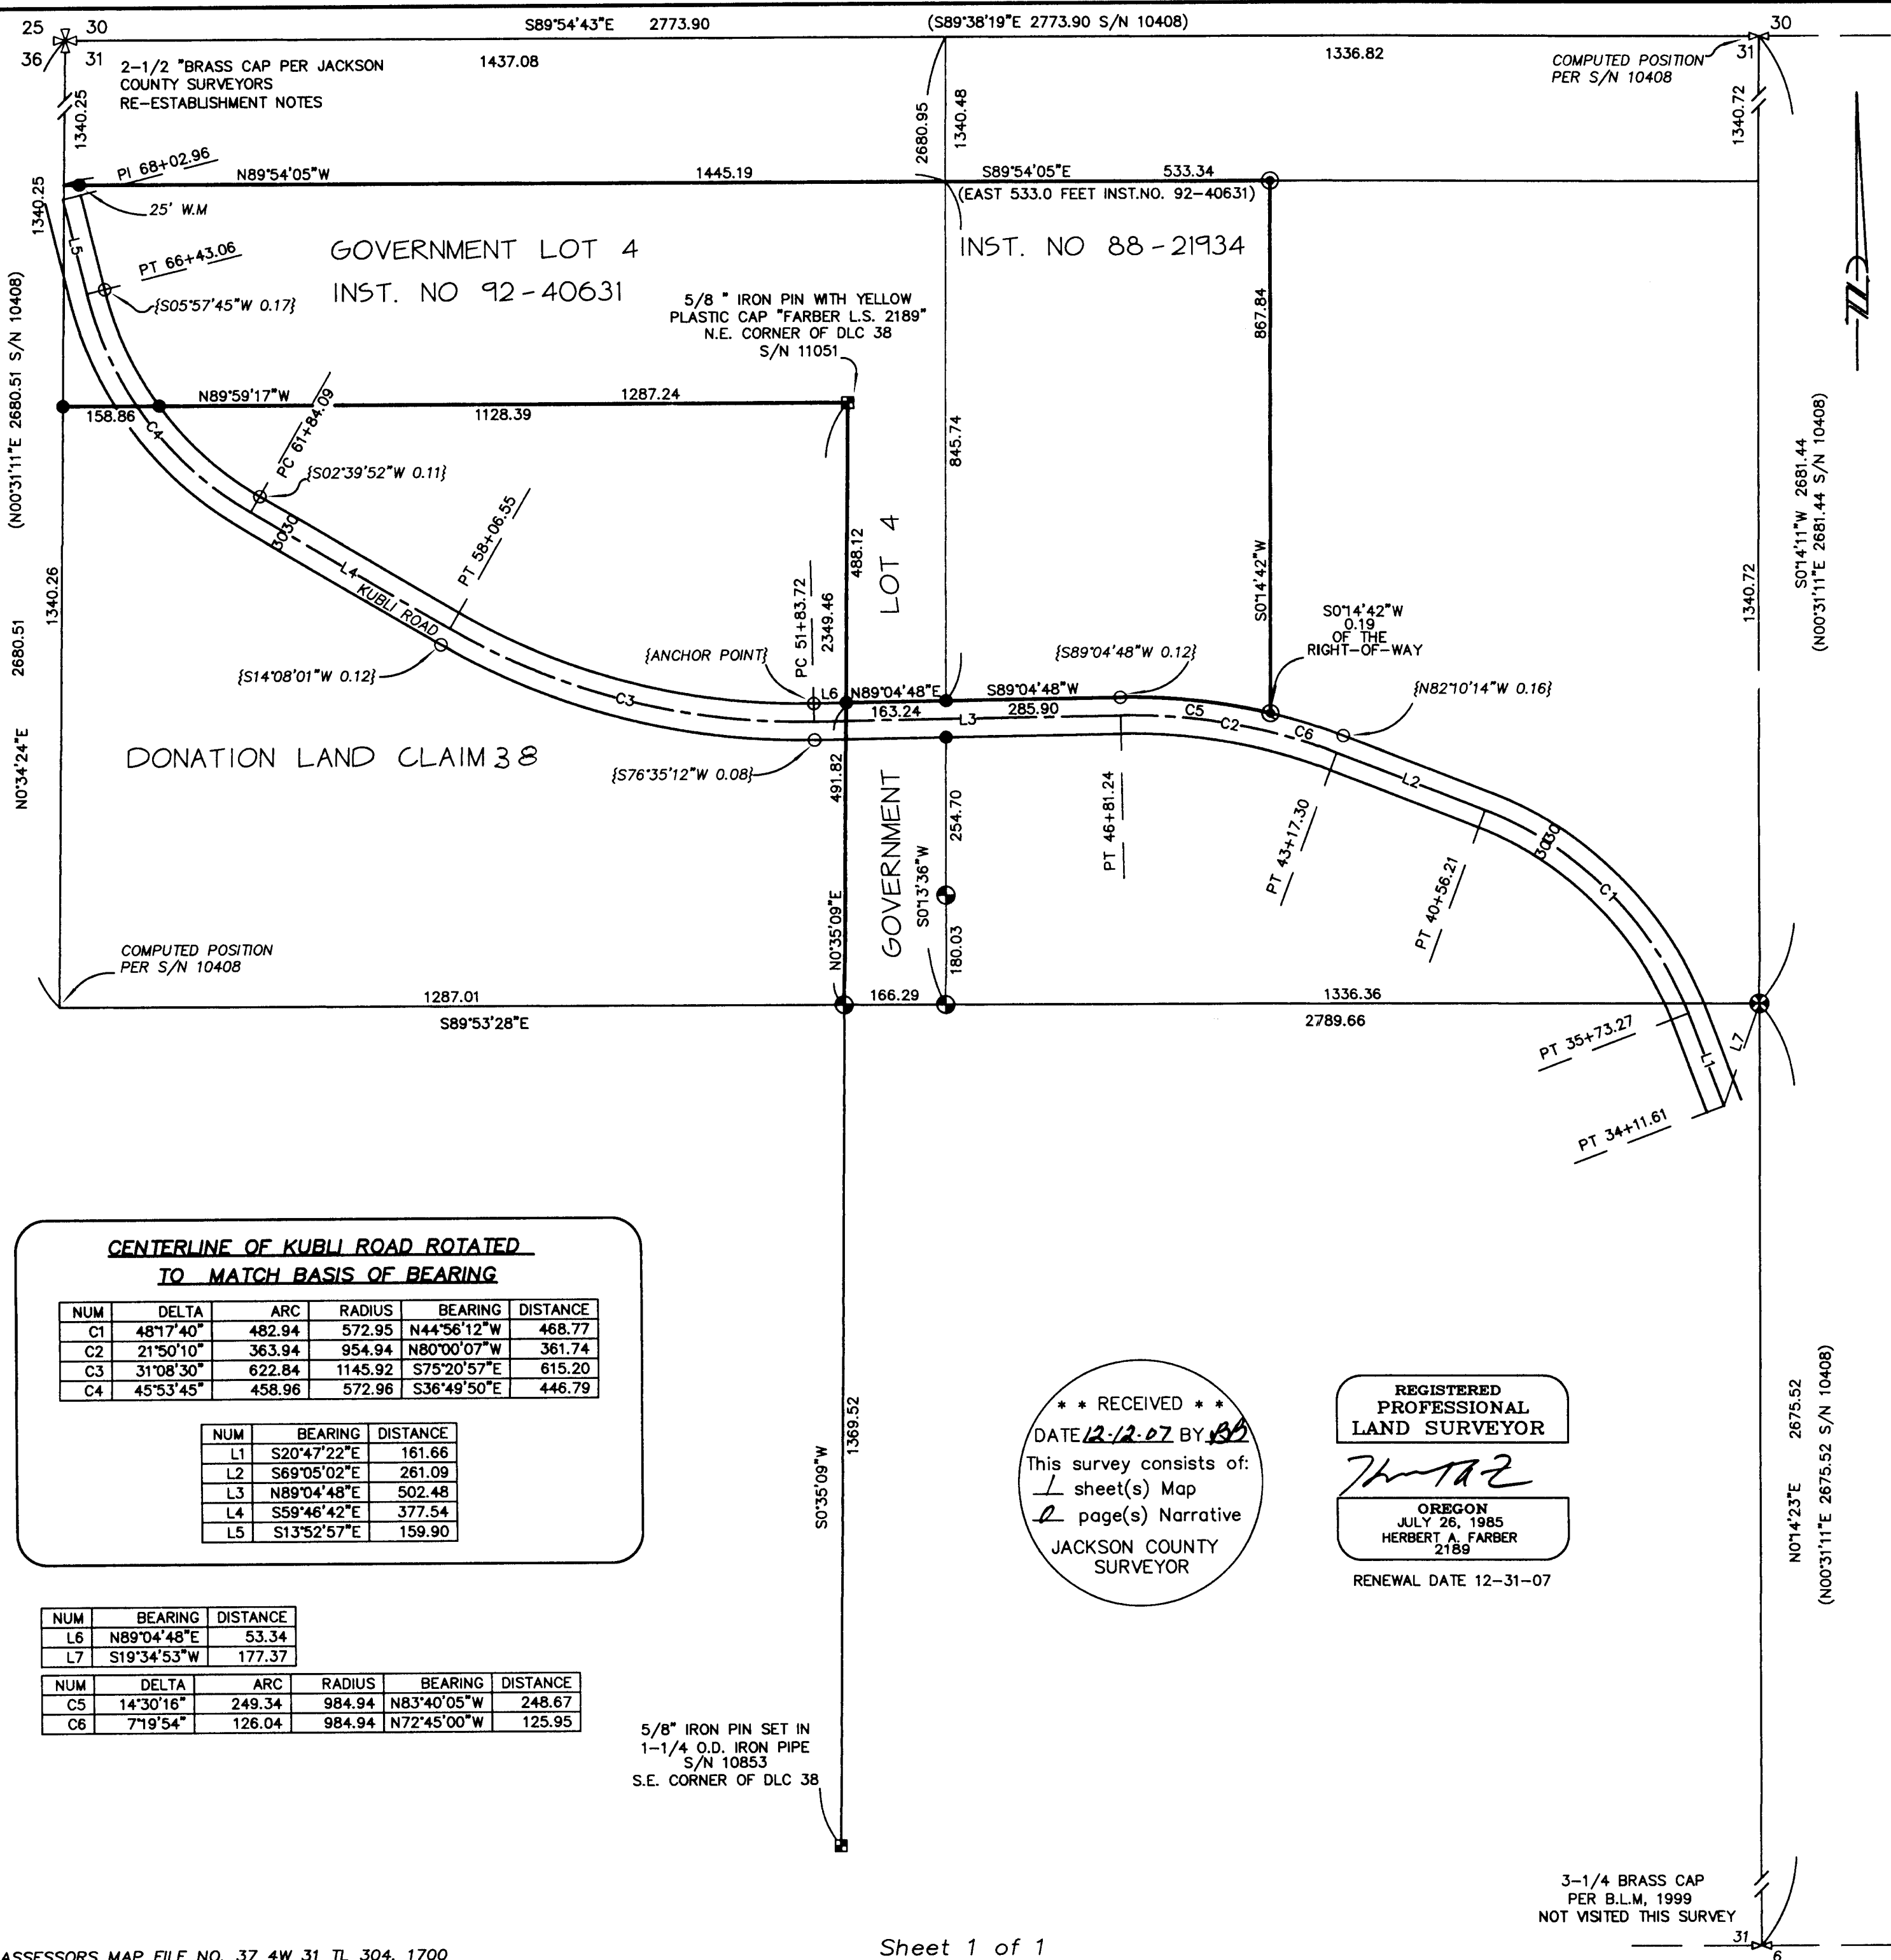 S89°54'43"E 2773.90 (S89°38'19"E 2773.90 S/N 10408)
25 30
36 31
30
31
1437.08
1336.82
2-1/2 "BRASS CAP PER JACKSON
COUNTY SURVEYORS
RE-ESTABLISHMENT NOTES
COMPUTED POSITION
PER S/N 10408
1340.25
2680.95
1340.48
1340.72
PI 68+02.96
N89°54'05"W
1445.19
S89°54'05"E 533.34
(EAST 533.0 FEET INST.NO. 92-40631)
1340.25
25' W.M
L5
PT 66+43.06
{S05°57'45"W 0.17}
GOVERNMENT LOT 4
INST. NO 92-40631
INST. NO 88-21934
5/8 " IRON PIN WITH YELLOW
PLASTIC CAP "FARBER L.S. 2189"
N.E. CORNER OF DLC 38
S/N 11051
867.84
(N00°31'11"E 2680.51 S/N 10408)
N89°59'17"W
1287.24
158.86
1128.39
C4
PC 61+84.09
{S02°39'52"W 0.11}
845.74
S0°14'11"W 2681.44
(N00°31'11"E 2681.44 S/N 10408)
3030
L4
KUBLI ROAD
PT 58+06.55
488.12
LOT 4
1340.26
PC 51+83.72
2349.46
S0°14'42"W
1340.72
S0°14'42"W
0.19
OF THE
RIGHT-OF-WAY
{ANCHOR POINT}
{S89°04'48"W 0.12}
{S14°08'01"W 0.12}
{N82°10'14"W 0.16}
2680.51
N0°34'24"E
C3
L6
N89°04'48"E
S89°04'48"W
163.24
L3
285.90
C5
C2
C6
DONATION LAND CLAIM 38
{S76°35'12"W 0.08}
491.82
GOVERNMENT
254.70
PT 46+81.24
L2
PT 43+17.30
3030
PT 40+56.21
C1
N0°35'09"E
S0°13'36"W
180.03
COMPUTED POSITION
PER S/N 10408
1287.01
166.29
1336.36
S89°53'28"E
2789.66
PT 35+73.27
L7
L1
PT 34+11.61
CENTERLINE OF KUBLI ROAD ROTATED
TO MATCH BASIS OF BEARING
NUM DELTA ARC RADIUS BEARING DISTANCE
C1 48°17'40" 482.94 572.95 N44°56'12"W 468.77
C2 21°50'10" 363.94 954.94 N80°00'07"W 361.74
C3 31°08'30" 622.84 1145.92 S75°20'57"E 615.20
C4 45°53'45" 458.96 572.96 S36°49'50"E 446.79
NUM BEARING DISTANCE
L1 S20°47'22"E 161.66
L2 S69°05'02"E 261.09
L3 N89°04'48"E 502.48
L4 S59°46'42"E 377.54
L5 S13°52'57"E 159.90
NUM BEARING DISTANCE
L6 N89°04'48"E 53.34
L7 S19°34'53"W 177.37
NUM DELTA ARC RADIUS BEARING DISTANCE
C5 14°30'16" 249.34 984.94 N83°40'05"W 248.67
C6 7°19'54" 126.04 984.94 N72°45'00"W 125.95
S0°35'09"W
1369.52
* * RECEIVED * *
DATE 12-12-07 BY BB
This survey consists of:
1 sheet(s) Map
0 page(s) Narrative
JACKSON COUNTY
SURVEYOR
REGISTERED
PROFESSIONAL
LAND SURVEYOR
OREGON
JULY 26, 1985
HERBERT A. FARBER
2189
RENEWAL DATE 12-31-07
N0°14'23"E 2675.52
(N00°31'11"E 2675.52 S/N 10408)
5/8" IRON PIN SET IN
1-1/4 O.D. IRON PIPE
S/N 10853
S.E. CORNER OF DLC 38
3-1/4 BRASS CAP
PER B.L.M, 1999
NOT VISITED THIS SURVEY
31
6
ASSESSORS MAP FILE NO. 37 4W 31 TL 304, 1700
Sheet 1 of 1